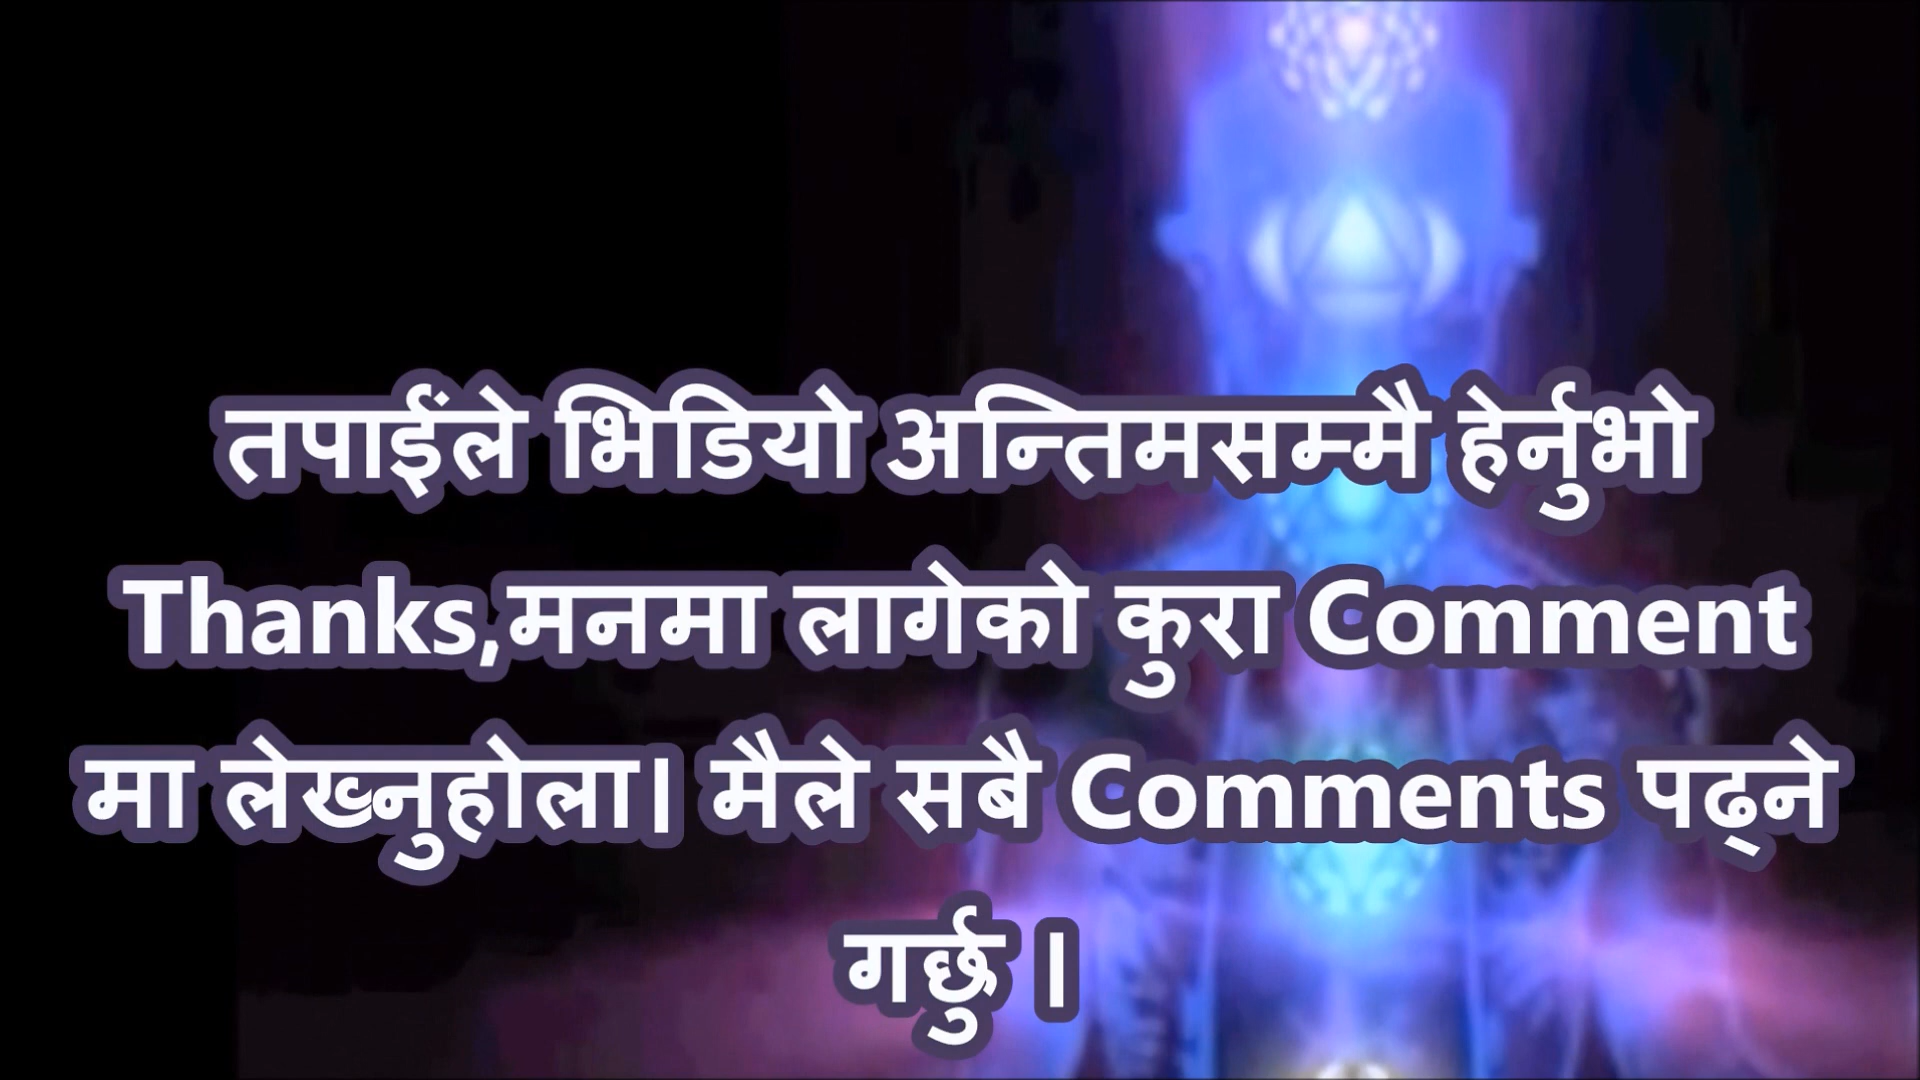 तपाईंले भिडियो अन्तिमसम्मै हेर्नुभो
Thanks,मनमा लागेको कुरा Comment
मा लेख्नुहोला। मैले सबै Comments पढ्ने
गर्छु ।